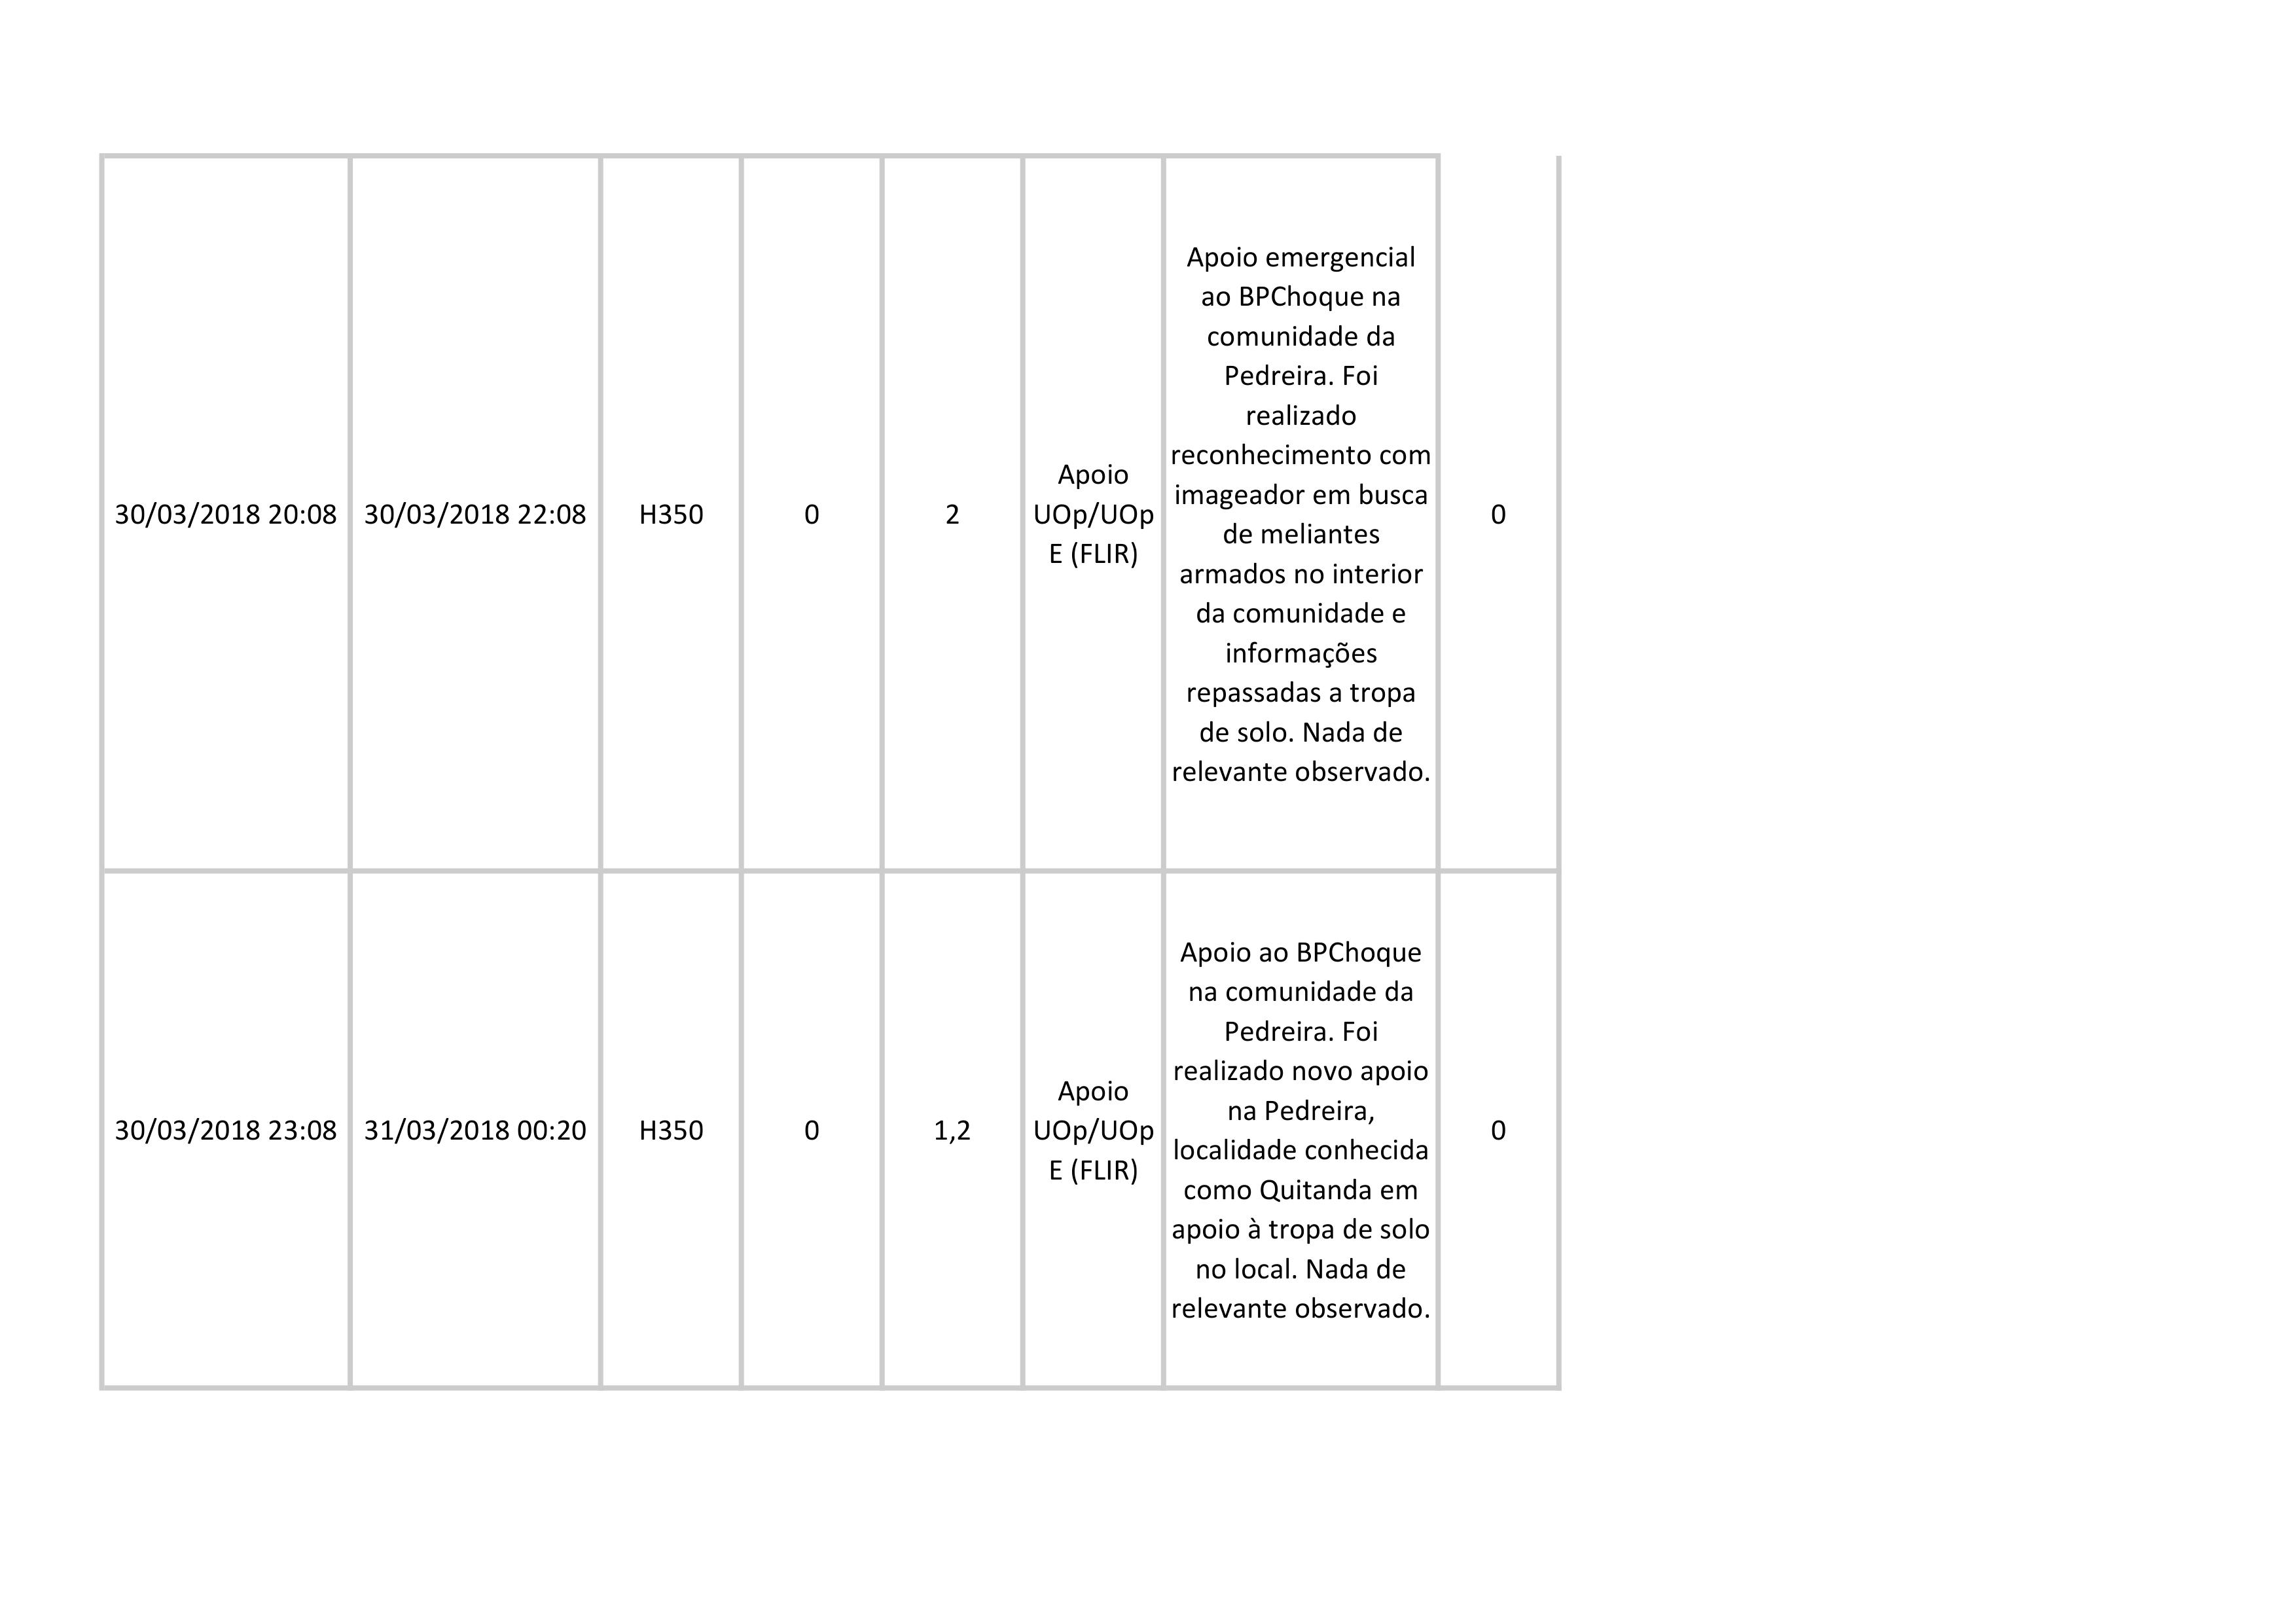 30/03/2018 20:08
30/03/2018 22:08
H350
0
2
Apoio
UOp/UOp
E (FLIR)
Apoio emergencial
ao BPChoque na
comunidade da
Pedreira. Foi
realizado
reconhecimento com
imageador em busca
de meliantes
armados no interior
da comunidade e
informações
repassadas a tropa
de solo. Nada de
relevante observado.
0
30/03/2018 23:08
31/03/2018 00:20
H350
0
1,2
Apoio
UOp/UOp
E (FLIR)
Apoio ao BPChoque
na comunidade da
Pedreira. Foi
realizado novo apoio
na Pedreira,
localidade conhecida
como Quitanda em
apoio à tropa de solo
no local. Nada de
relevante observado.
0